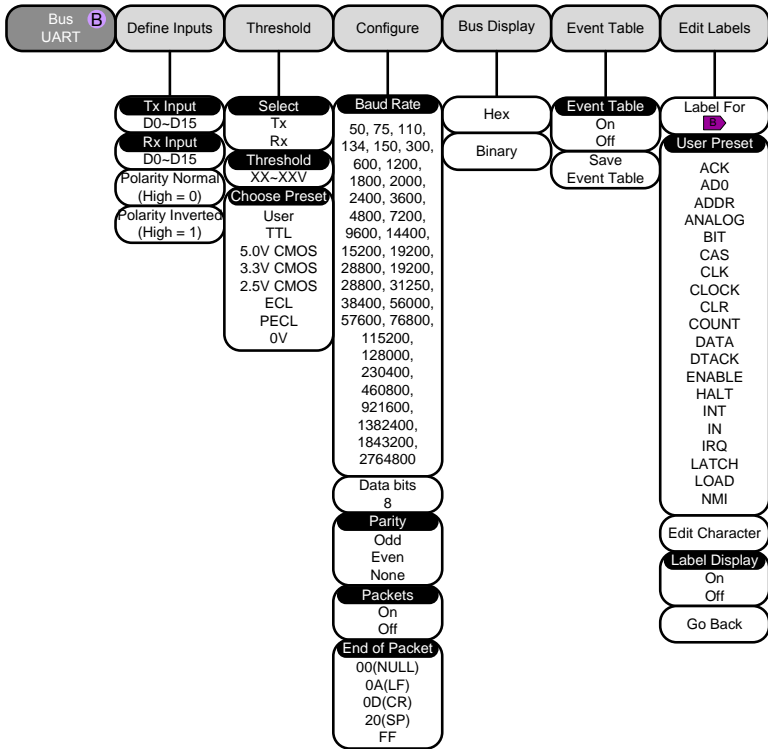 Bus B
UART
Define Inputs
Threshold
Configure
Bus Display
Event Table
Edit Labels
Tx Input
D0~D15
Rx Input
D0~D15
Polarity Normal
(High = 0)
Polarity Inverted
(High = 1)
Select
Tx
Rx
Threshold
XX~XXV
Choose Preset
User
TTL
5.0V CMOS
3.3V CMOS
2.5V CMOS
ECL
PECL
0V
Baud Rate
50, 75, 110,
134, 150, 300,
600, 1200,
1800, 2000,
2400, 3600,
4800, 7200,
9600, 14400,
15200, 19200,
28800, 19200,
28800, 31250,
38400, 56000,
57600, 76800,
115200,
128000,
230400,
460800,
921600,
1382400,
1843200,
2764800
Data bits
8
Parity
Odd
Even
None
Packets
On
Off
End of Packet
00(NULL)
0A(LF)
0D(CR)
20(SP)
FF
Hex
Binary
Event Table
On
Off
Save
Event Table
Label For
B
User Preset
ACK
AD0
ADDR
ANALOG
BIT
CAS
CLK
CLOCK
CLR
COUNT
DATA
DTACK
ENABLE
HALT
INT
IN
IRQ
LATCH
LOAD
NMI
Edit Character
Label Display
On
Off
Go Back